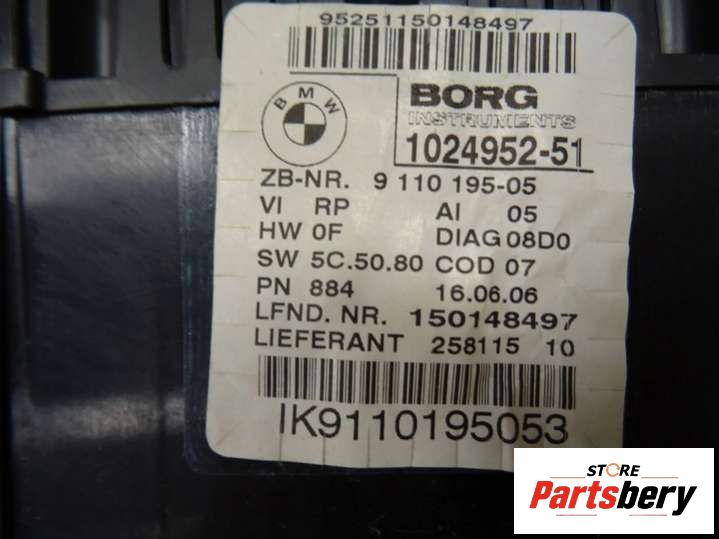 95251150148497
BMW
BORG
INSTRUMENTS
1024952-51
ZB-NR. 9 110 195-05
VI RP AI 05
HW 0F DIAG 08D0
SW 5C.50.80 COD 07
PN 884 16.06.06
LFND. NR. 150148497
LIEFERANT 258115 10
IK9110195053
STORE
Partsbery